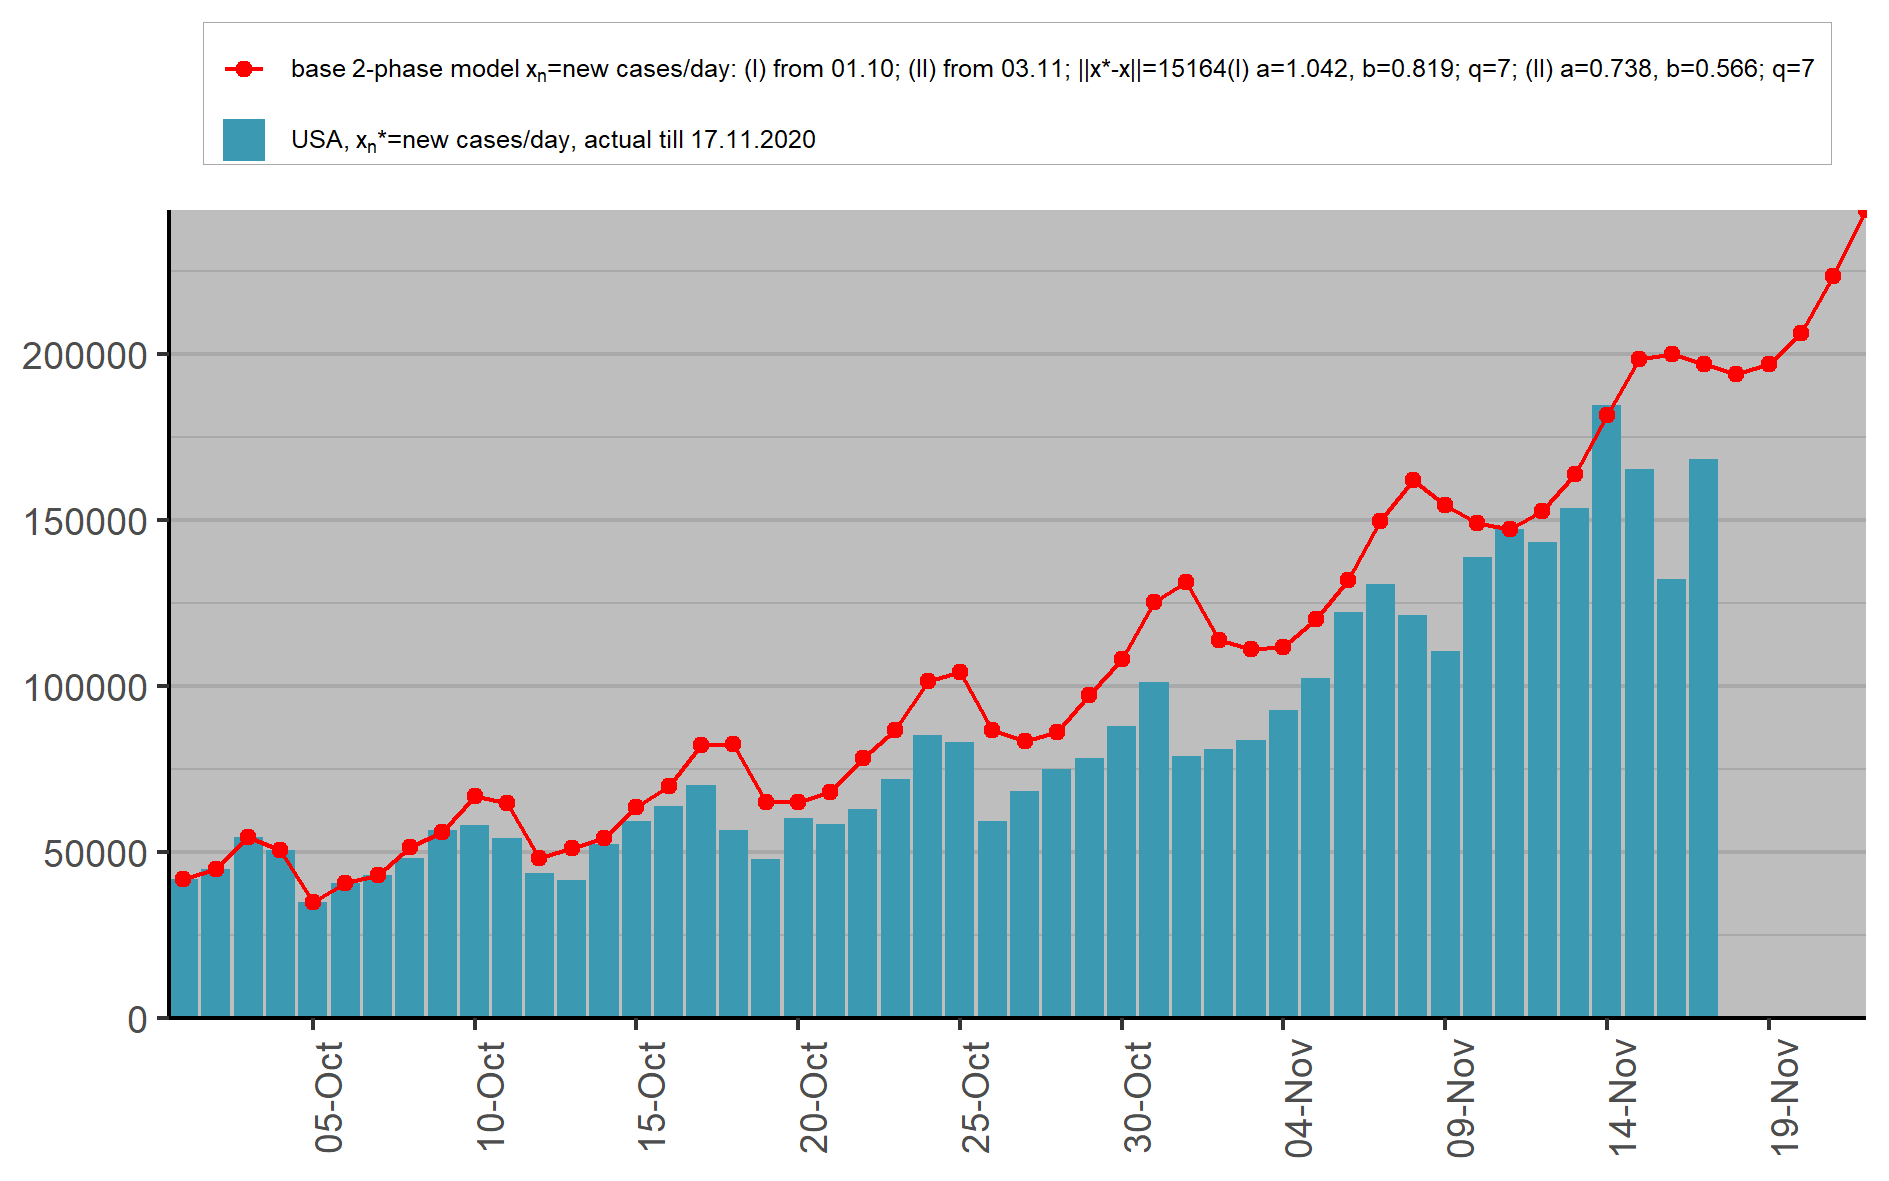 base 2-phase model xn=new cases/day: (I) from 01.10; (II) from 03.11; ||x*-x||=15164(I) a=1.042, b=0.819; q=7; (II) a=0.738, b=0.566; q=7
USA, xn*=new cases/day, actual till 17.11.2020
200000
150000
100000
50000
0
05-Oct
10-Oct
15-Oct
20-Oct
25-Oct
30-Oct
04-Nov
09-Nov
14-Nov
19-Nov